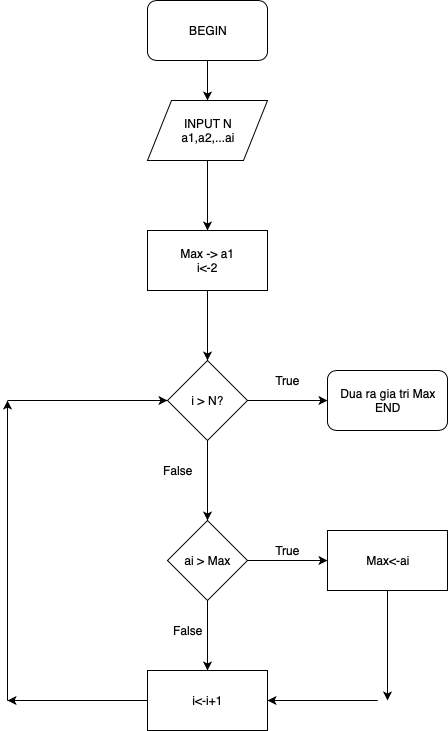 BEGIN
INPUT N
a1,a2,...ai
Max -> a1
i<-2
i > N?
True
Dua ra gia tri Max
END
False
ai > Max
True
Max<-ai
False
i<-i+1